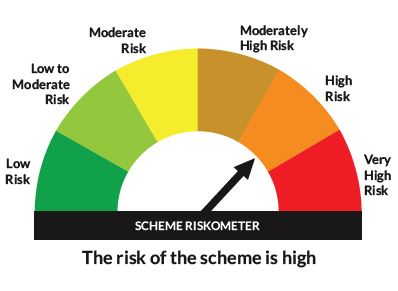 Moderate
Risk
Moderately
High Risk
Low to
Moderate
Risk
High
Risk
Low
Risk
Very
High
Risk
SCHEME RISKOMETER
The risk of the scheme is high